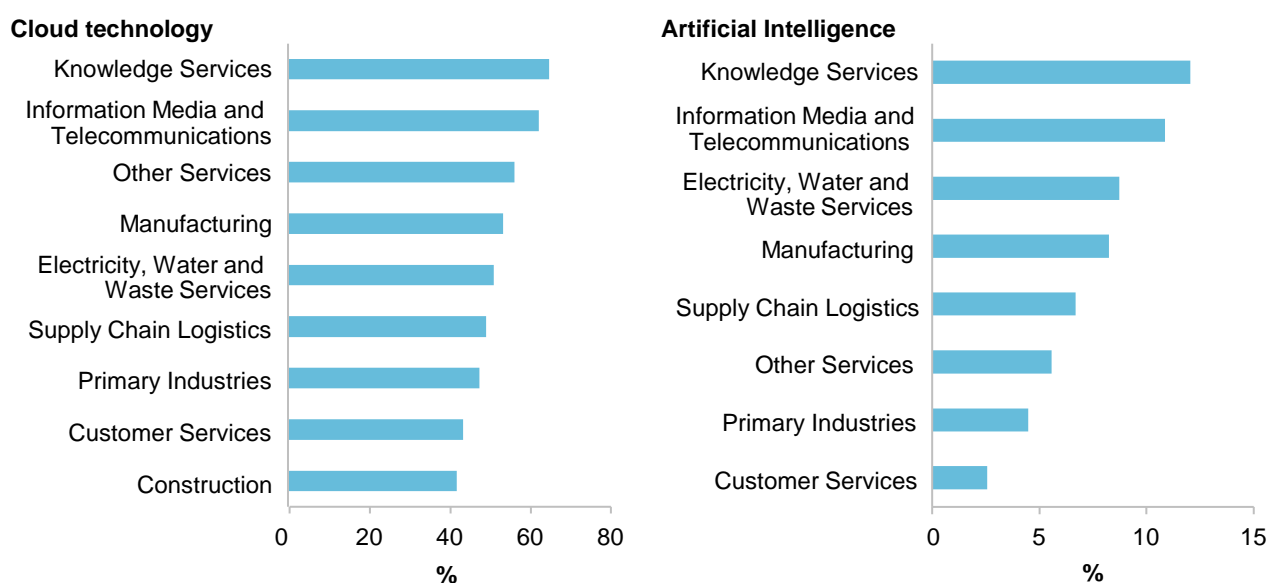 Cloud technology
Knowledge Services
Information Media and
Telecommunications
Other Services
Manufacturing
Electricity, Water and
Waste Services
Supply Chain Logistics
Primary Industries
Customer Services
Construction
0 20 40 60 80
%
Artificial Intelligence
Knowledge Services
Information Media and
Telecommunications
Electricity, Water and
Waste Services
Manufacturing
Supply Chain Logistics
Other Services
Primary Industries
Customer Services
0 5 10 15
%